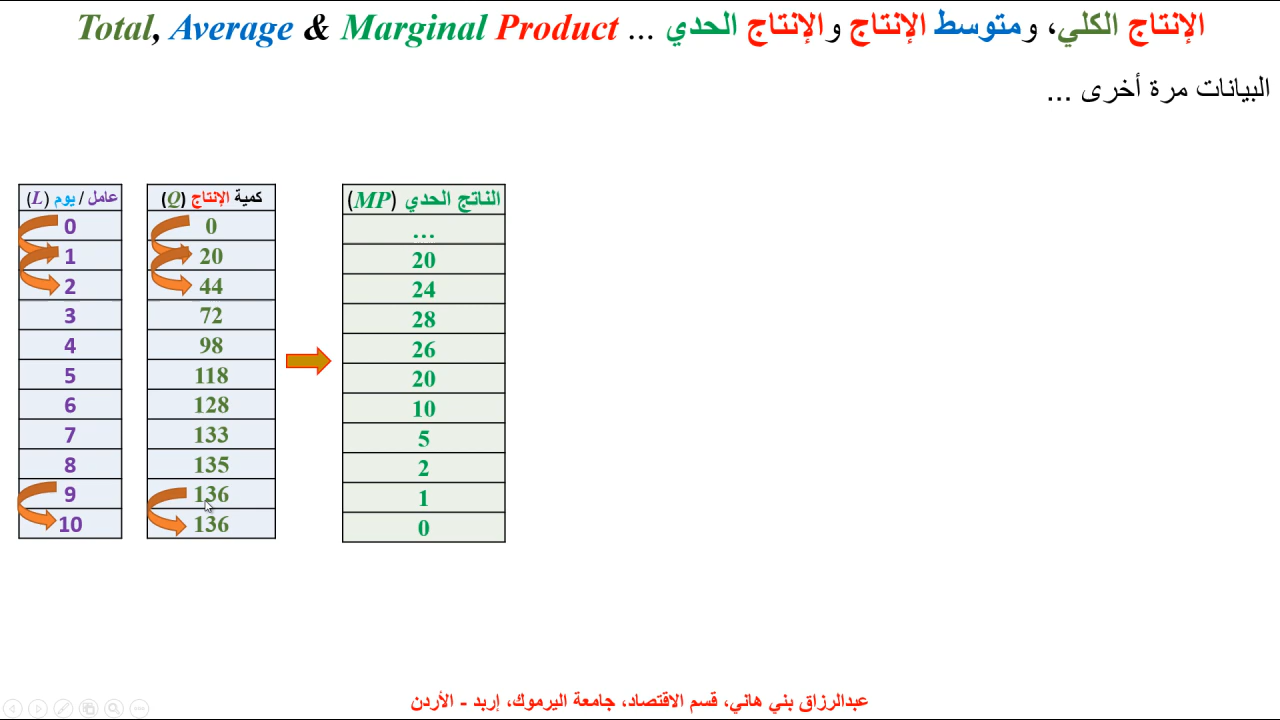 الإنتاج الكلي، ومتوسط الإنتاج والإنتاج الحدي ... Total, Average & Marginal Product
البيانات مرة أخرى ...
عامل / يوم (L) كمية الإنتاج (Q) الناتج الحدي (MP)
0 0 ...
1 20 20
2 44 24
3 72 28
4 98 26
5 118 20
6 128 10
7 133 5
8 135 2
9 136 1
10 136 0
عبدالرزاق بني هاني، قسم الاقتصاد، جامعة اليرموك، إربد - الأردن